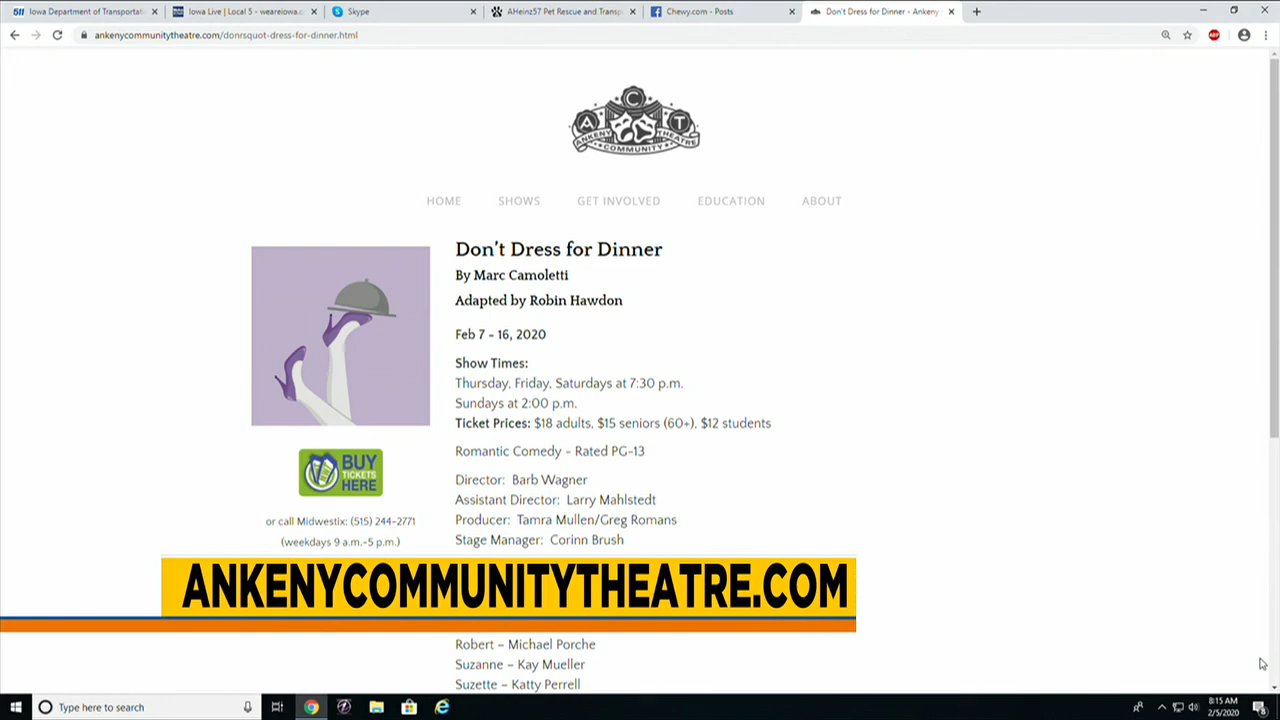 Iowa Department of Transportat
Iowa Live | Local 5 - weareiowa.c
Skype
AHeinz57 Pet Rescue and Transp
Chewy.com - Posts
Don't Dress for Dinner - Ankeny
ankenycommunitytheatre.com/donrsquot-dress-for-dinner.html
ABP
A C T
ANKENY COMMUNITY THEATRE
HOME SHOWS GET INVOLVED EDUCATION ABOUT
Don't Dress for Dinner
By Marc Camoletti
Adapted by Robin Hawdon
Feb 7 - 16, 2020
Show Times:
Thursday, Friday, Saturdays at 7:30 p.m.
Sundays at 2:00 p.m.
Ticket Prices: $18 adults, $15 seniors (60+), $12 students
Romantic Comedy - Rated PG-13
Director: Barb Wagner
Assistant Director: Larry Mahlstedt
Producer: Tamra Mullen/Greg Romans
Stage Manager: Corinn Brush
BUY
TICKETS
HERE
or call Midwestix: (515) 244-2771
(weekdays 9 a.m.-5 p.m.)
ANKENYCOMMUNITYTHEATRE.COM
Robert – Michael Porche
Suzanne – Kay Mueller
Suzette – Katty Perrell
Type here to search
8:15 AM
2/5/2020